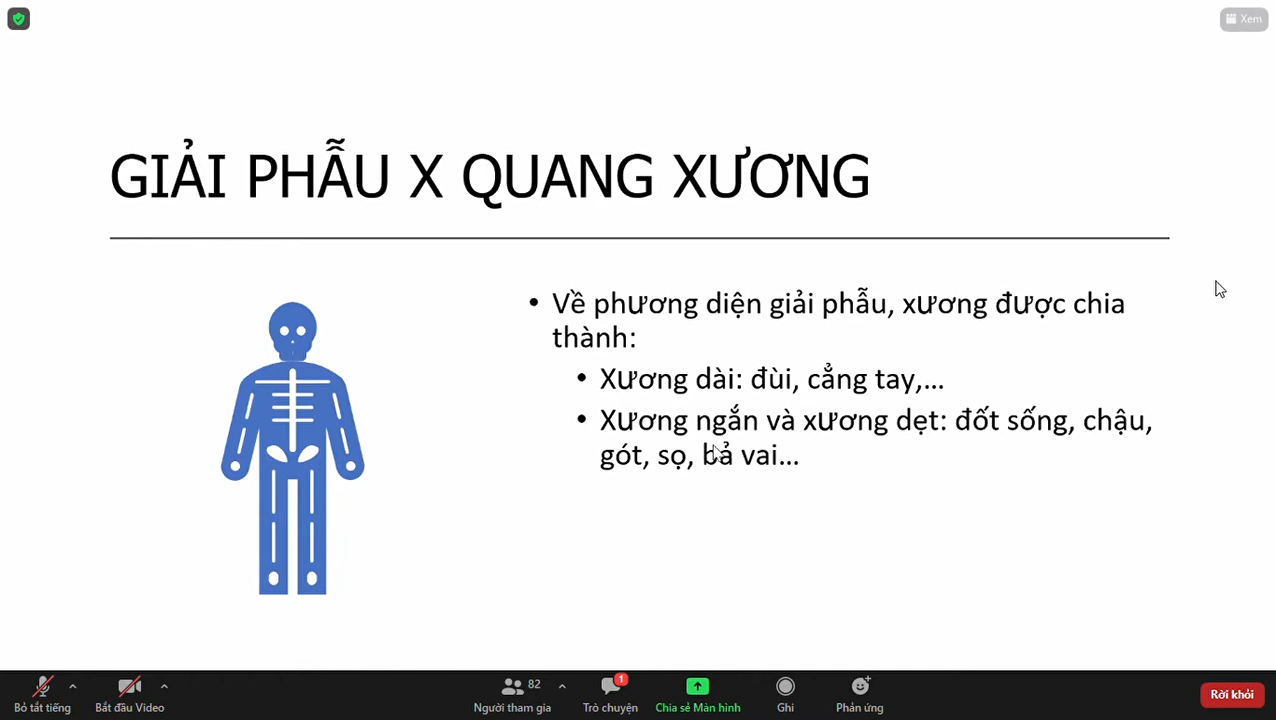 Xem
GIẢI PHẪU X QUANG XƯƠNG
• Về phương diện giải phẫu, xương được chia
thành:
• Xương dài: đùi, cẳng tay,...
• Xương ngắn và xương dẹt: đốt sống, chậu,
gót, sọ, bả vai...
Bỏ tắt tiếng
Bắt đầu Video
82
Người tham gia
1
Trò chuyện
Chia sẻ Màn hình
Ghi
Phản ứng
Rời khỏi